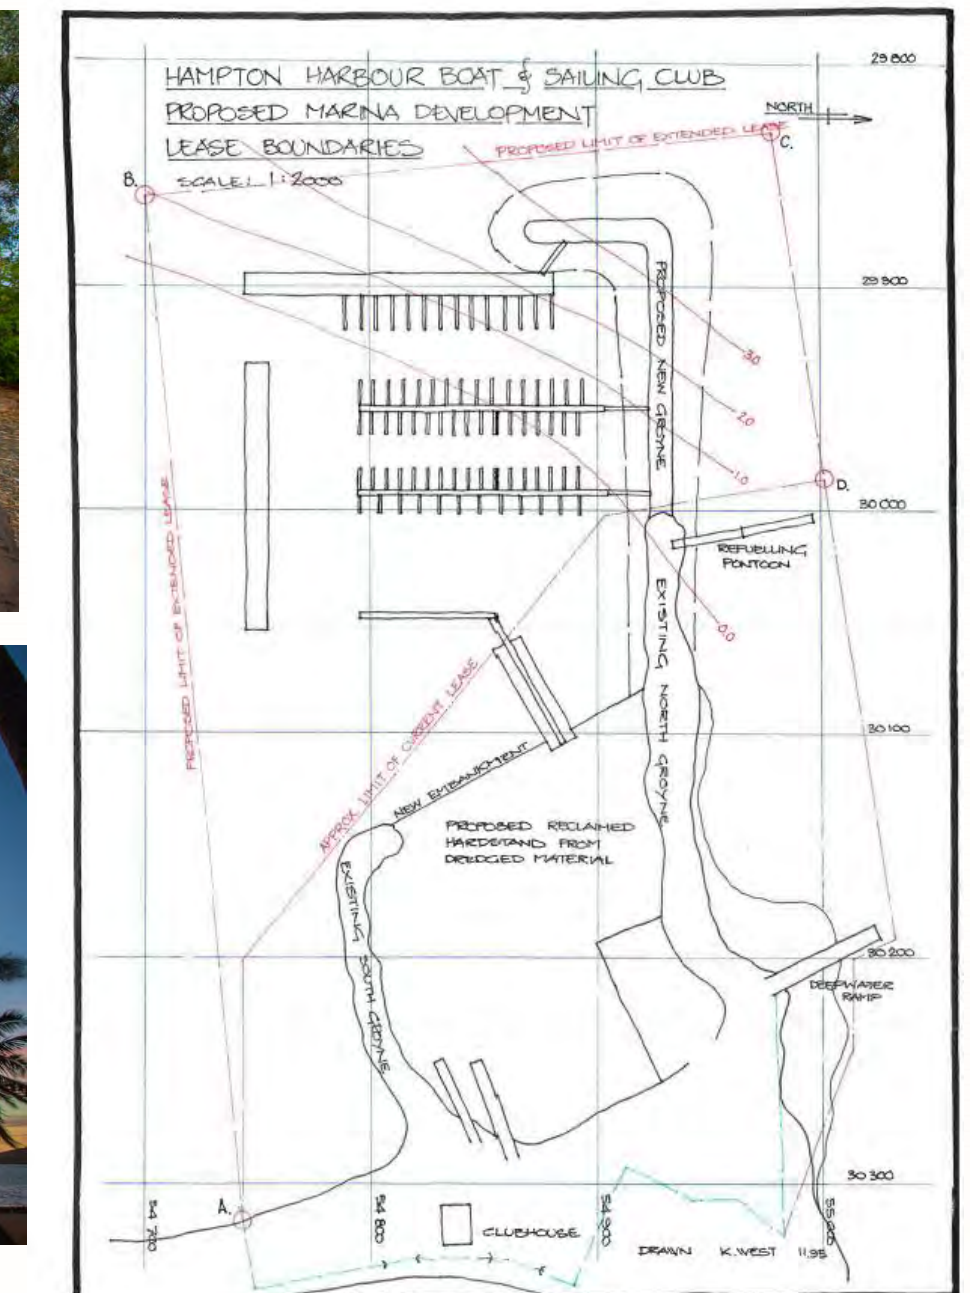 HAMPTON HARBOUR BOAT & SAILING CLUB
PROPOSED MARINA DEVELOPMENT
LEASE BOUNDARIES
SCALE: 1:2000
29 800
NORTH
PROPOSED LIMIT OF EXTENDED LEASE
C.
B.
29 900
PROPOSED NEW GROYNE
3.0
2.0
1.0
D.
30 000
REFUELLING
PONTOON
PROPOSED LIMIT OF EXTENDED LEASE
EXISTING NORTH GROYNE
0.0
APPROX LIMIT OF CURRENT LEASE
30 100
NEW EMBANKMENT
PROPOSED RECLAIMED
HARDSTAND FROM
DREDGED MATERIAL
EXISTING SOUTH GROYNE
30 200
DEEPWATER
RAMP
30 300
A.
54 700
54 800
54 900
55 000
CLUBHOUSE
DRAWN K.WEST 11.95